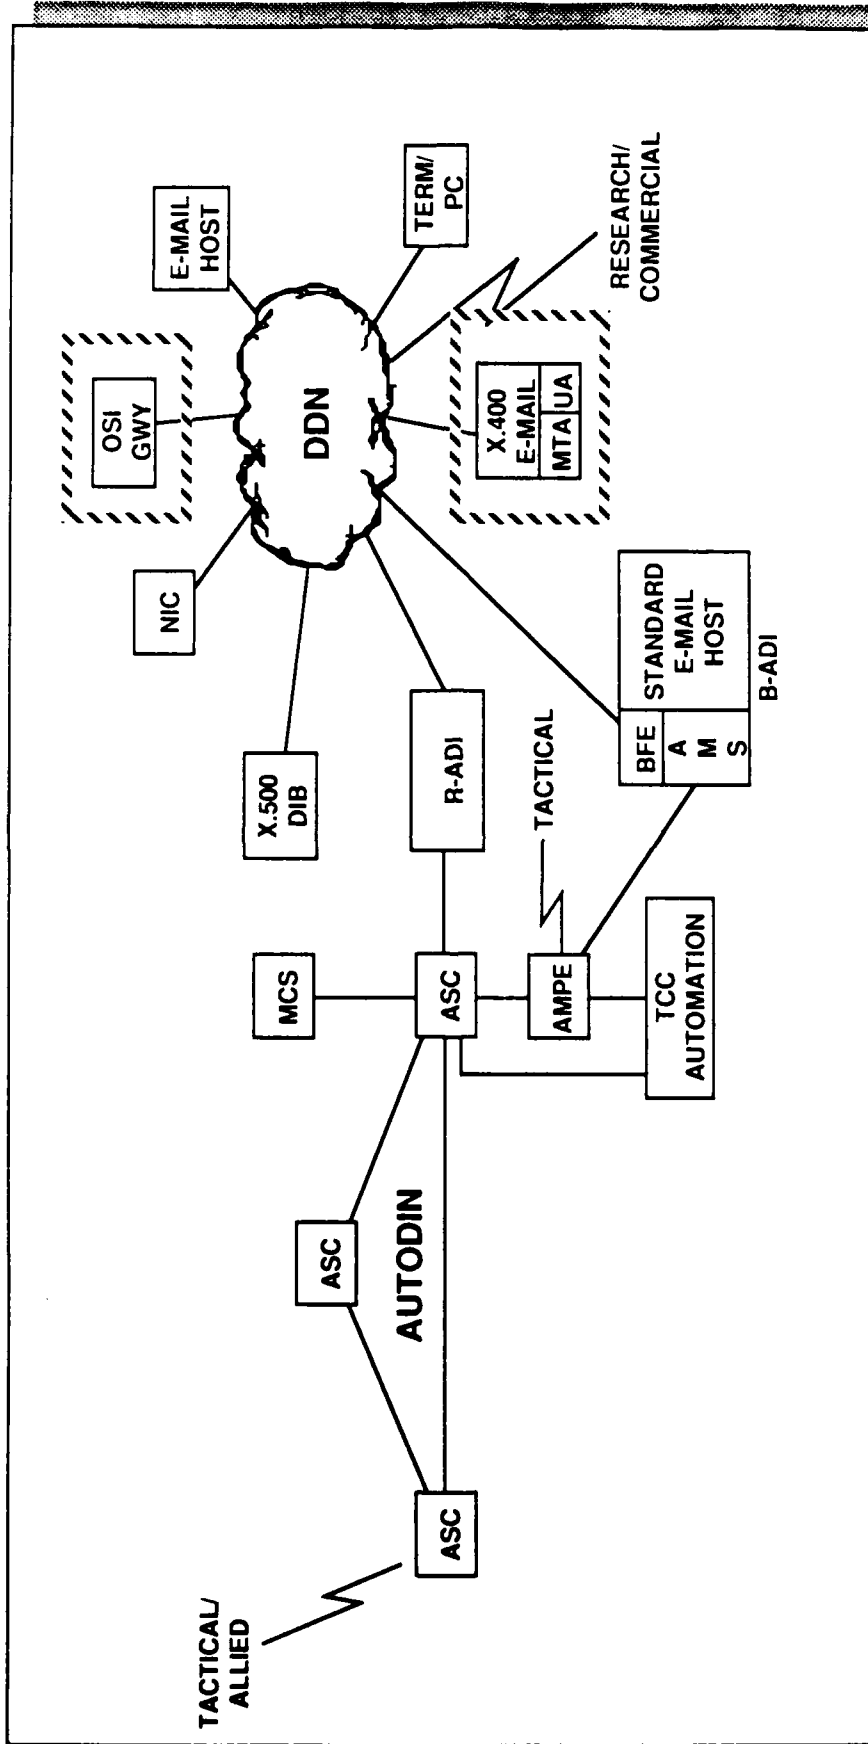 TACTICAL/
ALLIED
ASC
ASC
AUTODIN
MCS
ASC
AMPE
TACTICAL
TCC
AUTOMATION
X.500
DIB
R-ADI
BFE
A
M
S
STANDARD
E-MAIL
HOST
B-ADI
NIC
OSI
GWY
DDN
E-MAIL
HOST
TERM/
PC
X.400
E-MAIL
MTA
UA
RESEARCH/
COMMERCIAL